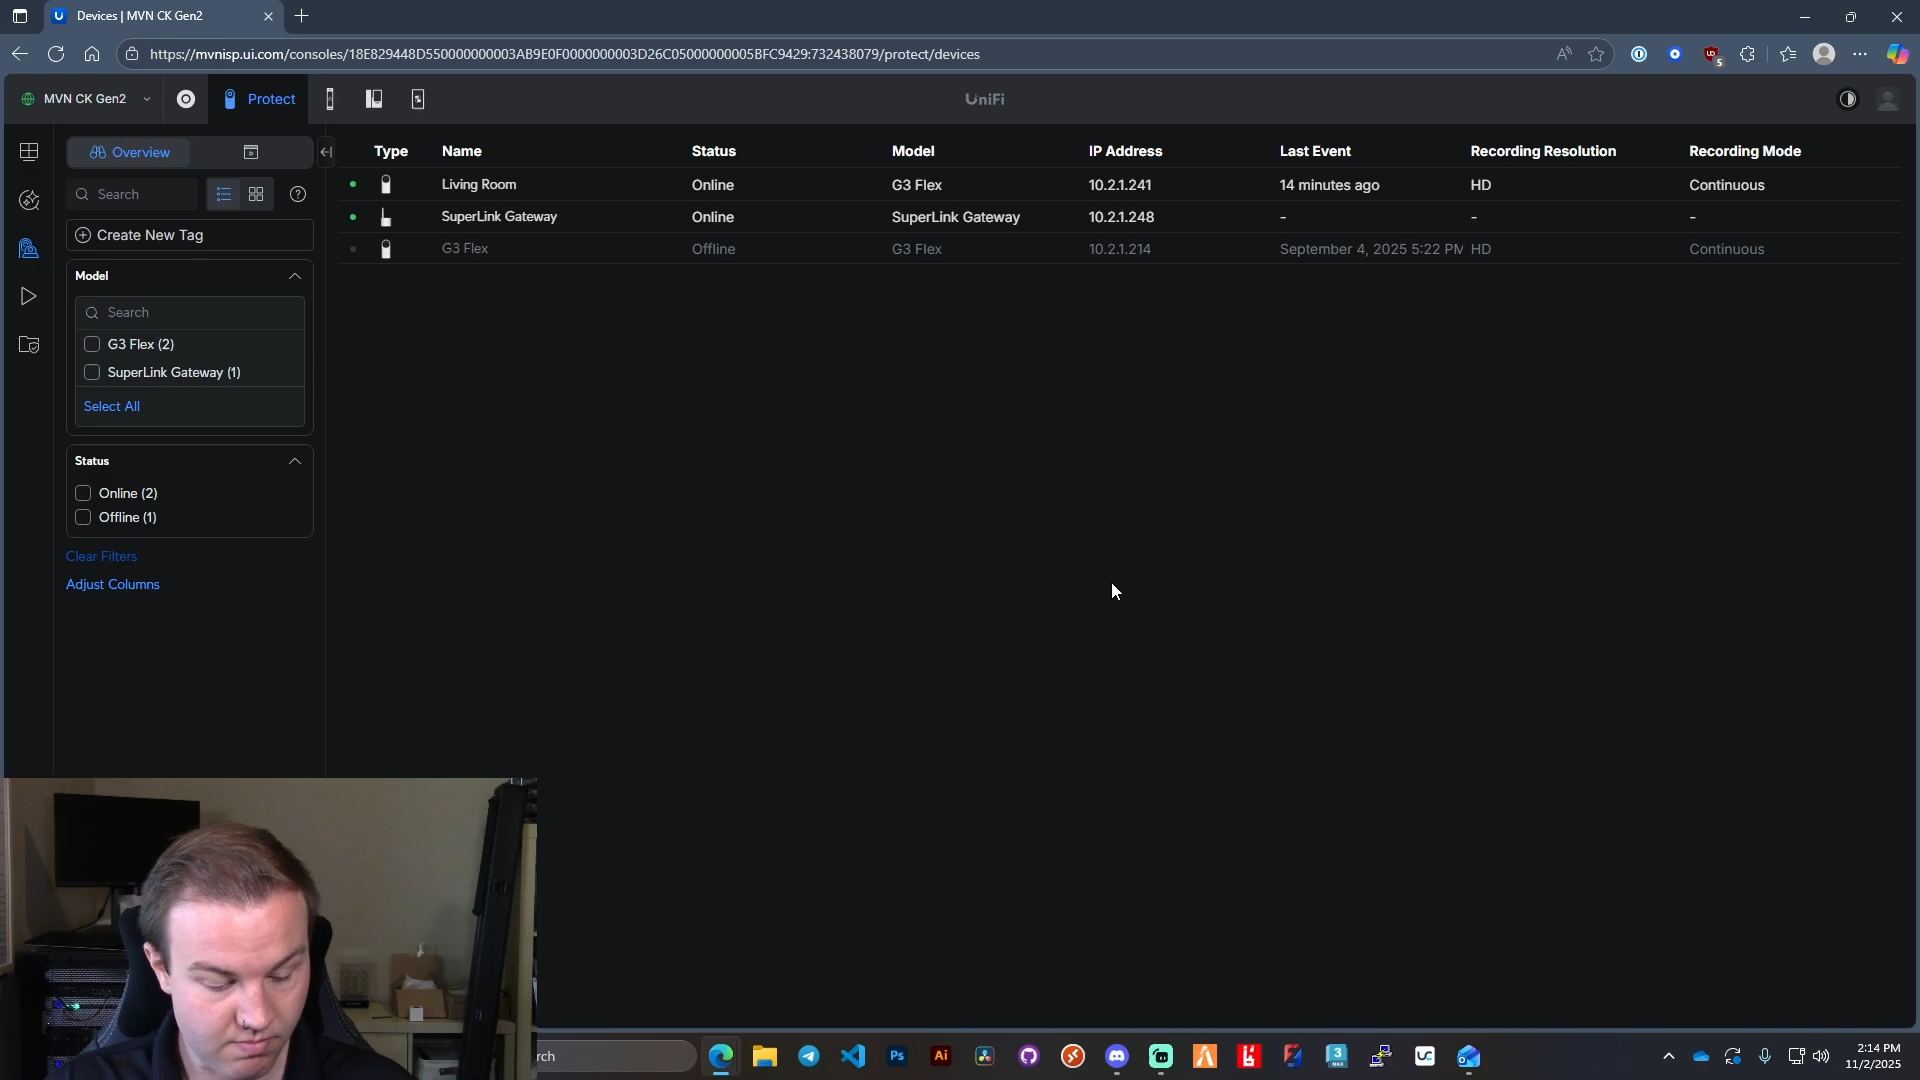 Devices | MVN CK Gen2
https://mvnisp.ui.com/consoles/18E829448D550000000003AB9E0F0000000003D26C05000000005BFC9429:732438079/protect/devices
5
MVN CK Gen2
Protect
UniFi
Overview
Search
Create New Tag
Model
Search
G3 Flex (2)
SuperLink Gateway (1)
Select All
Status
Online (2)
Offline (1)
Clear Filters
Adjust Columns
Type Name Status Model IP Address Last Event Recording Resolution Recording Mode
Living Room Online G3 Flex 10.2.1.241 14 minutes ago HD Continuous
SuperLink Gateway Online SuperLink Gateway 10.2.1.248 - - -
G3 Flex Offline G3 Flex 10.2.1.214 September 4, 2025 5:22 PM HD Continuous
rch
Ps
Ai
3
MAX
2:14 PM
11/2/2025